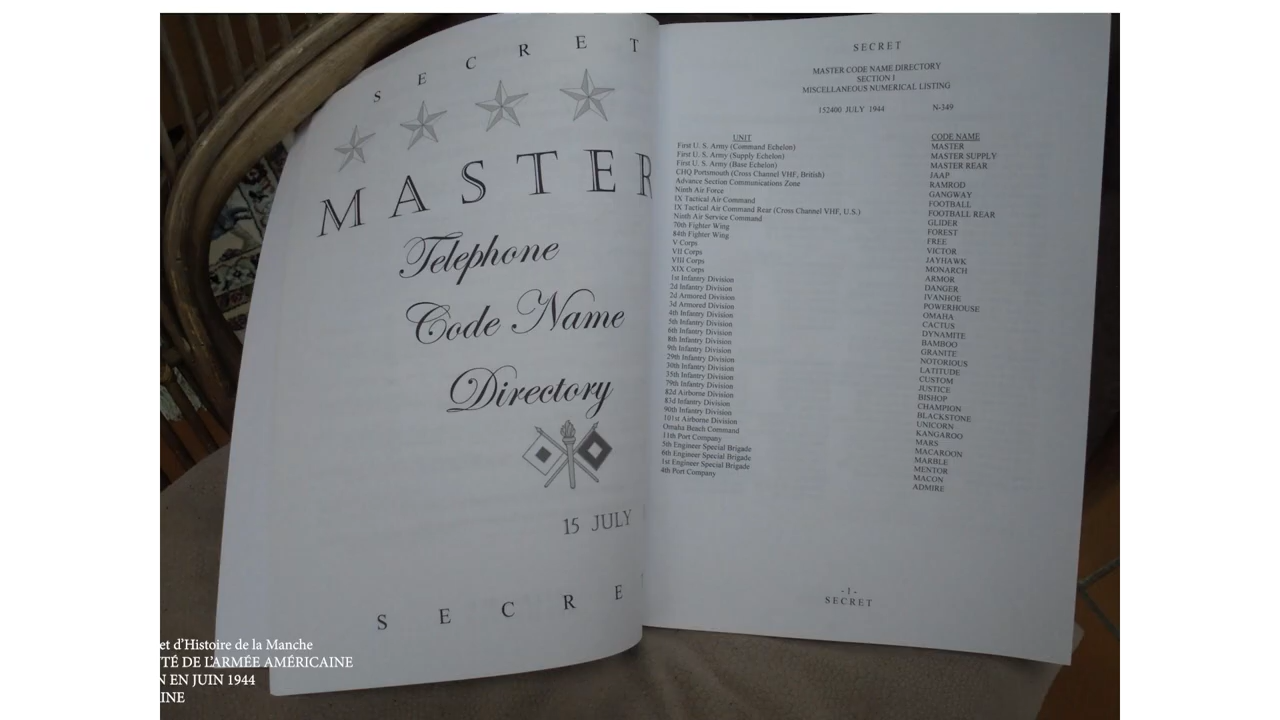 S E C R E T
MASTER
Telephone
Code Name
Directory
15 JULY
S E C R E
SECRET
MASTER CODE NAME DIRECTORY
SECTION I
MISCELLANEOUS NUMERICAL LISTING
152400 JULY 1944 N-349
UNIT CODE NAME
First U. S. Army (Command Echelon) MASTER
First U. S. Army (Supply Echelon) MASTER SUPPLY
First U. S. Army (Base Echelon) MASTER REAR
CHQ Portsmouth (Cross Channel VHF, British) JAAP
Advance Section Communications Zone RAMROD
Ninth Air Force GANGWAY
IX Tactical Air Command FOOTBALL
IX Tactical Air Command Rear (Cross Channel VHF, U.S.) FOOTBALL REAR
Ninth Air Service Command GLIDER
70th Fighter Wing FOREST
84th Fighter Wing FREE
V Corps VICTOR
VII Corps JAYHAWK
VIII Corps MONARCH
XIX Corps ARMOR
1st Infantry Division DANGER
2d Infantry Division IVANHOE
2d Armored Division POWERHOUSE
3d Armored Division OMAHA
4th Infantry Division CACTUS
5th Infantry Division DYNAMITE
6th Infantry Division BAMBOO
8th Infantry Division GRANITE
9th Infantry Division NOTORIOUS
29th Infantry Division LATITUDE
30th Infantry Division CUSTOM
35th Infantry Division JUSTICE
79th Infantry Division BISHOP
82d Airborne Division CHAMPION
83d Infantry Division BLACKSTONE
90th Infantry Division UNICORN
101st Airborne Division KANGAROO
Omaha Beach Command MARS
11th Port Company MACAROON
5th Engineer Special Brigade MARBLE
6th Engineer Special Brigade MENTOR
1st Engineer Special Brigade MACON
4th Port Company ADMIRE
- 1 -
SECRET
et d'Histoire de la Manche
TÉ DE L'ARMÉE AMÉRICAINE
N EN JUIN 1944
INE